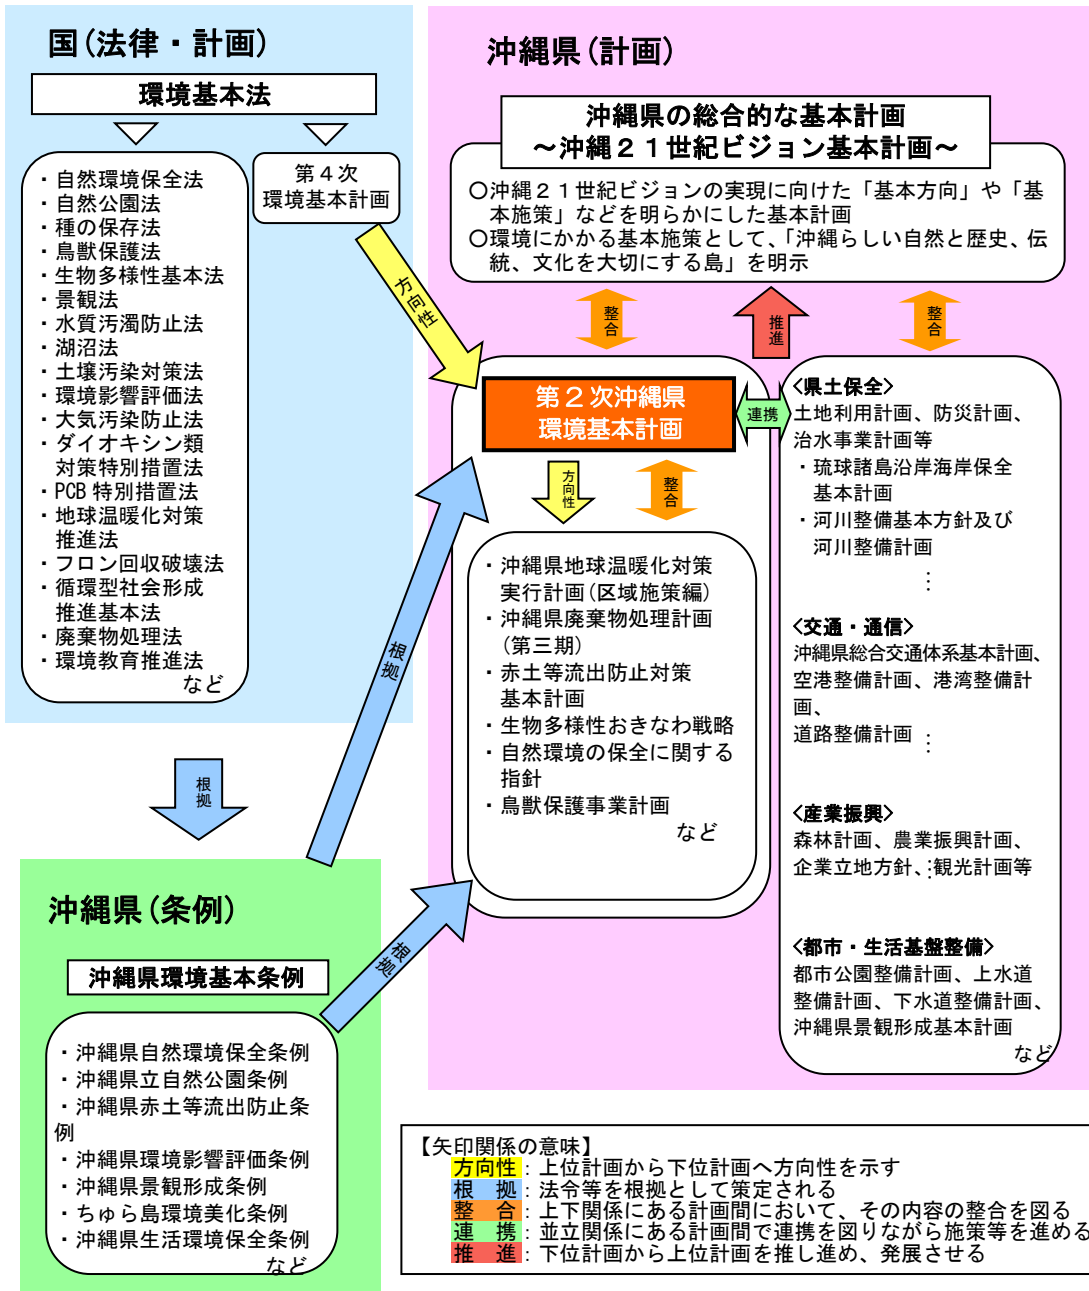 国(法律・計画)
環境基本法
・自然環境保全法
・自然公園法
・種の保存法
・鳥獣保護法
・生物多様性基本法
・景観法
・水質汚濁防止法
・湖沼法
・土壌汚染対策法
・環境影響評価法
・大気汚染防止法
・ダイオキシン類
対策特別措置法
・PCB 特別措置法
・地球温暖化対策
推進法
・フロン回収破壊法
・循環型社会形成
推進基本法
・廃棄物処理法
・環境教育推進法
など
第４次
環境基本計画
方向性
根拠
沖縄県(条例)
沖縄県環境基本条例
・沖縄県自然環境保全条例
・沖縄県立自然公園条例
・沖縄県赤土等流出防止条
例
・沖縄県環境影響評価条例
・沖縄県景観形成条例
・ちゅら島環境美化条例
・沖縄県生活環境保全条例
など
根拠
根拠
沖縄県(計画)
沖縄県の総合的な基本計画
～沖縄２１世紀ビジョン基本計画～
○沖縄２１世紀ビジョンの実現に向けた「基本方向」や「基
本施策」などを明らかにした基本計画
○環境にかかる基本施策として、「沖縄らしい自然と歴史、伝
統、文化を大切にする島」を明示
整合
推進
整合
第２次沖縄県
環境基本計画
連携
方向性
整合
・沖縄県地球温暖化対策
実行計画(区域施策編)
・沖縄県廃棄物処理計画
(第三期)
・赤土等流出防止対策
基本計画
・生物多様性おきなわ戦略
・自然環境の保全に関する
指針
・鳥獣保護事業計画
など
<県土保全>
土地利用計画、防災計画、
治水事業計画等
・琉球諸島沿岸海岸保全
基本計画
・河川整備基本方針及び
河川整備計画
⋮
<交通・通信>
沖縄県総合交通体系基本計画、
空港整備計画、港湾整備計
画、
道路整備計画 ⋮
<産業振興>
森林計画、農業振興計画、
企業立地方針、⋮観光計画等
<都市・生活基盤整備>
都市公園整備計画、上水道
整備計画、下水道整備計画、
沖縄県景観形成基本計画
など
【矢印関係の意味】
方向性：上位計画から下位計画へ方向性を示す
根　拠：法令等を根拠として策定される
整　合：上下関係にある計画間において、その内容の整合を図る
連　携：並立関係にある計画間で連携を図りながら施策等を進める
推　進：下位計画から上位計画を推し進め、発展させる